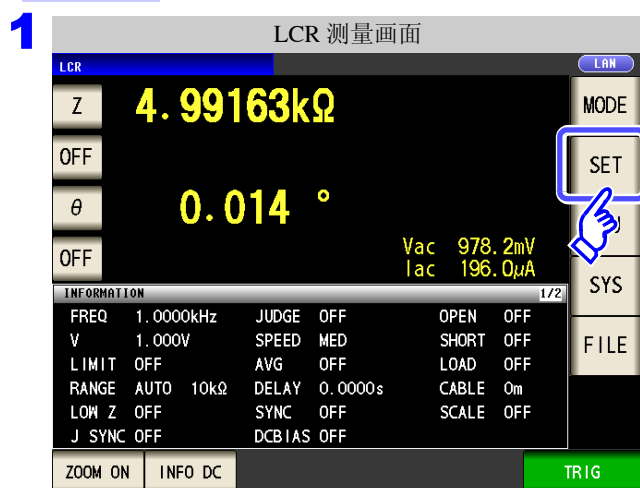 1
LCR 测量画面
LCR LAN
Z 4.99163kΩ MODE
OFF SET
θ 0.014 °
OFF Vac 978.2mV
Iac 196.0μA
INFORMATION 1/2 SYS
FREQ 1.0000kHz JUDGE OFF OPEN OFF
V 1.000V SPEED MED SHORT OFF FILE
LIMIT OFF AVG OFF LOAD OFF
RANGE AUTO 10kΩ DELAY 0.0000s CABLE 0m
LOW Z OFF SYNC OFF SCALE OFF
J SYNC OFF DCBIAS OFF
ZOOM ON INFO DC TRIG